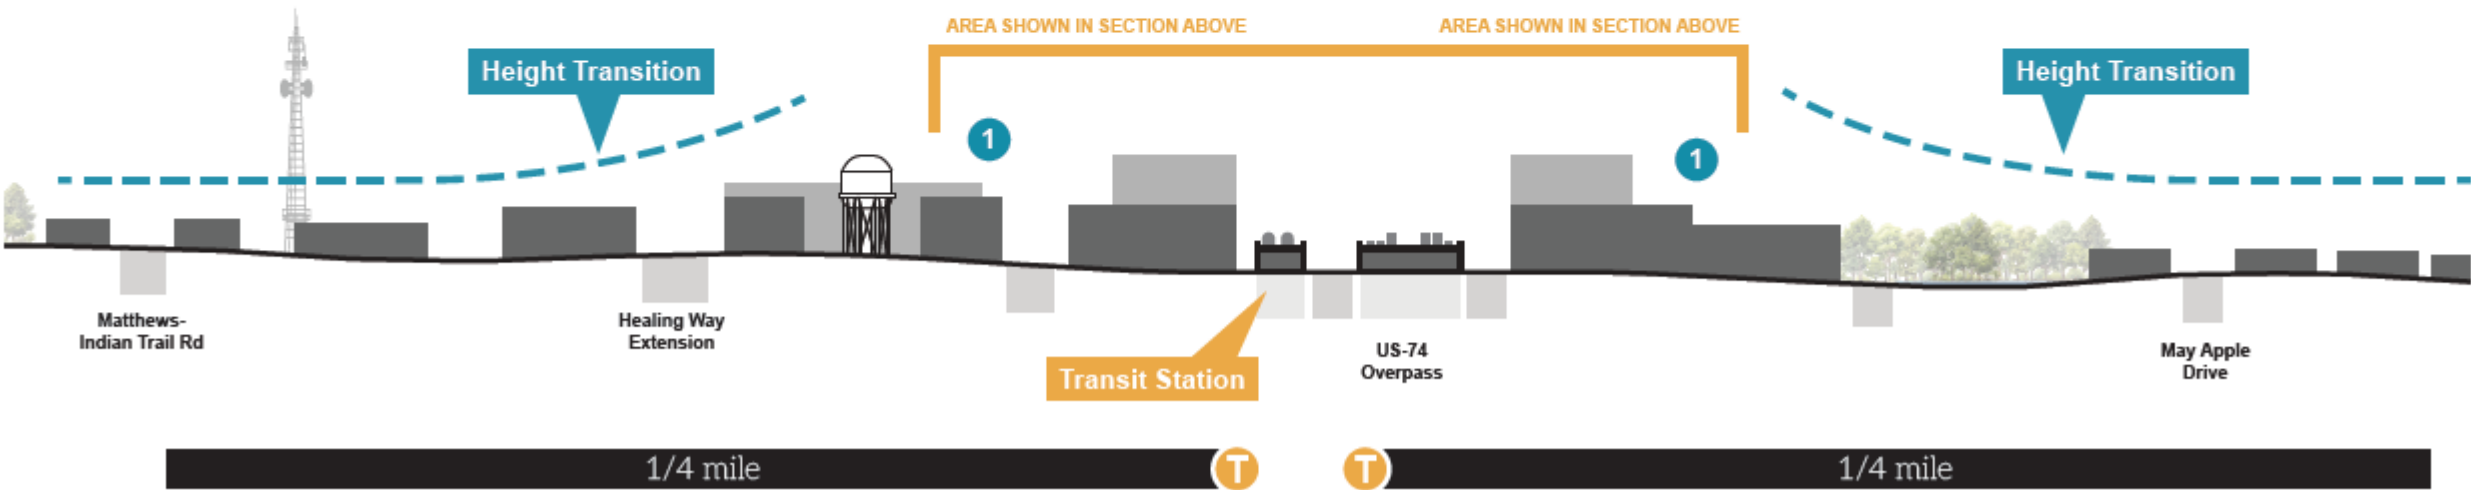 AREA SHOWN IN SECTION ABOVE
AREA SHOWN IN SECTION ABOVE
Height Transition
Height Transition
1
1
Matthews-
Indian Trail Rd
Healing Way
Extension
US-74
Overpass
May Apple
Drive
Transit Station
1/4 mile
T
T
1/4 mile